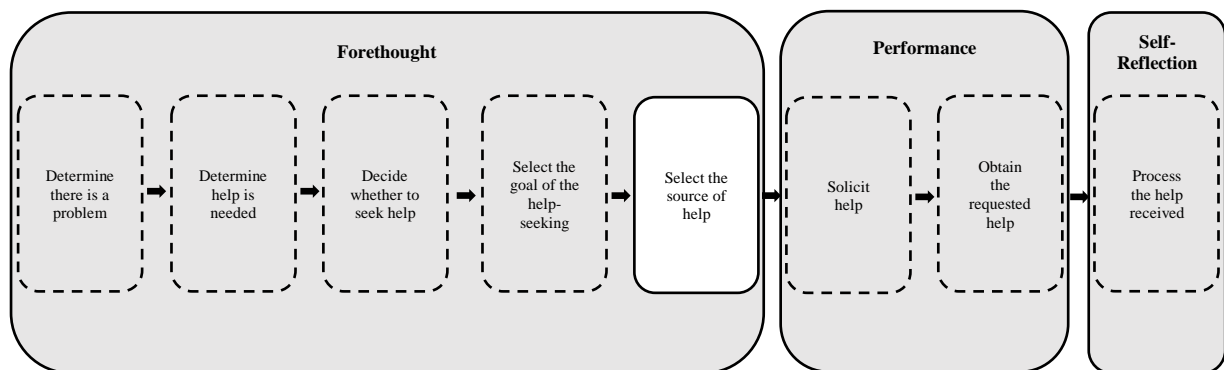 Forethought
Determine
there is a
problem
Determine
help is
needed
Decide
whether to
seek help
Select the
goal of the
help-
seeking
Select the
source of
help
Performance
Solicit
help
Obtain
the
requested
help
Self-
Reflection
Process
the help
received